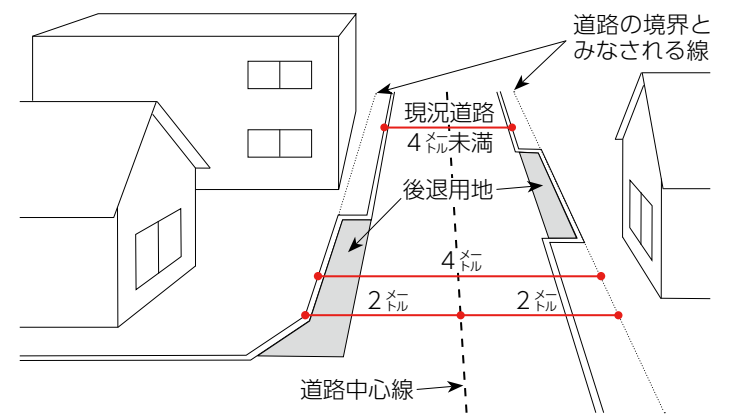 道路の境界と
みなされる線
現況道路
4メートル未満
後退用地
4メートル
2メートル
2メートル
道路中心線